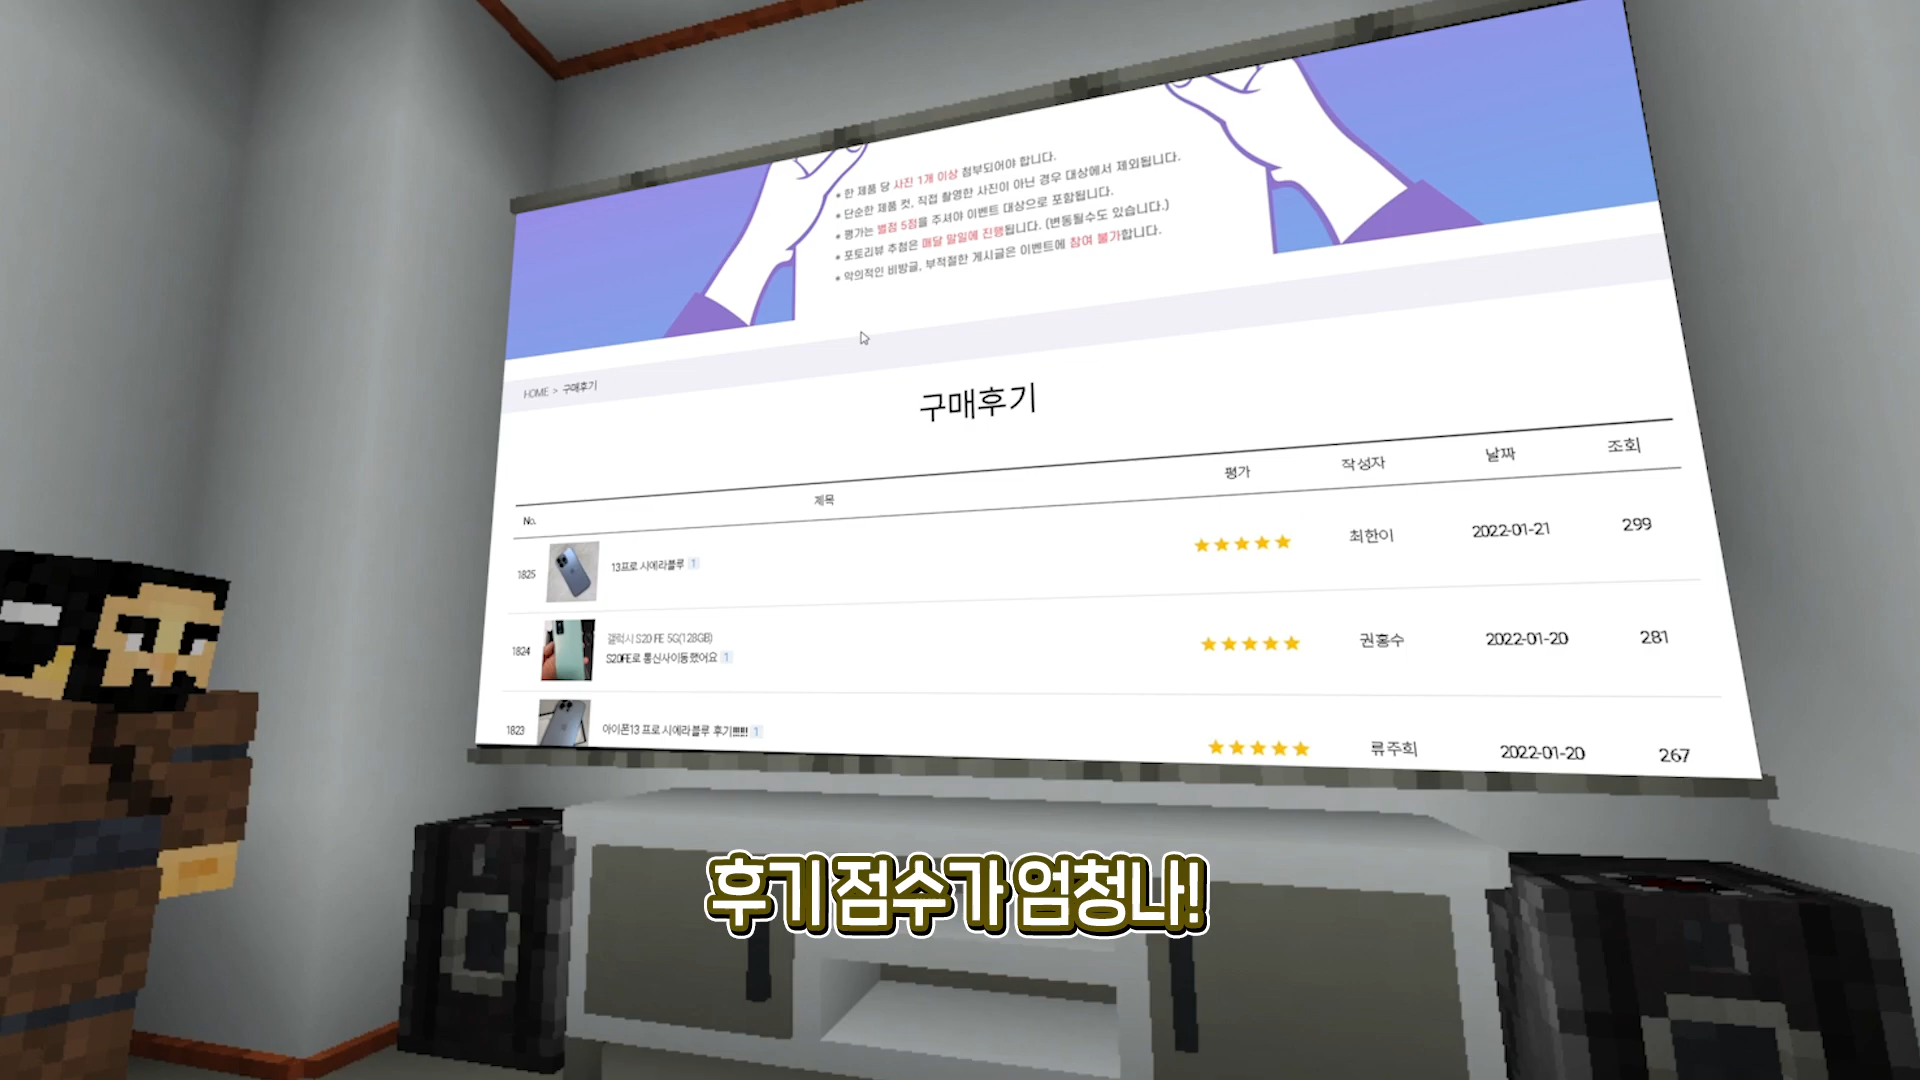 • 한 제품 당 사진 1개 이상 첨부되어야 합니다.
• 단순한 제품 컷, 직접 촬영한 사진이 아닌 경우 대상에서 제외됩니다.
• 평가는 별점 5점을 주셔야 이벤트 대상으로 포함됩니다.
• 포토리뷰 추첨은 매달 말일에 진행됩니다. (변동될수도 있습니다.)
• 악의적인 비방글, 부적절한 게시글은 이벤트에 참여 불가합니다.
HOME > 구매후기
구매후기
No. 제목 평가 작성자 날짜 조회
1825 13프로 시에라블루 1 ★★★★★ 최한이 2022-01-21 299
1824 갤럭시 S20 FE 5G(128GB)
S20FE로 통신사이동했어요 1 ★★★★★ 권홍수 2022-01-20 281
1823 아이폰13 프로 시에라블루 후기!!!!!! 1 ★★★★★ 류주희 2022-01-20 267
후기 점수가 엄청나!